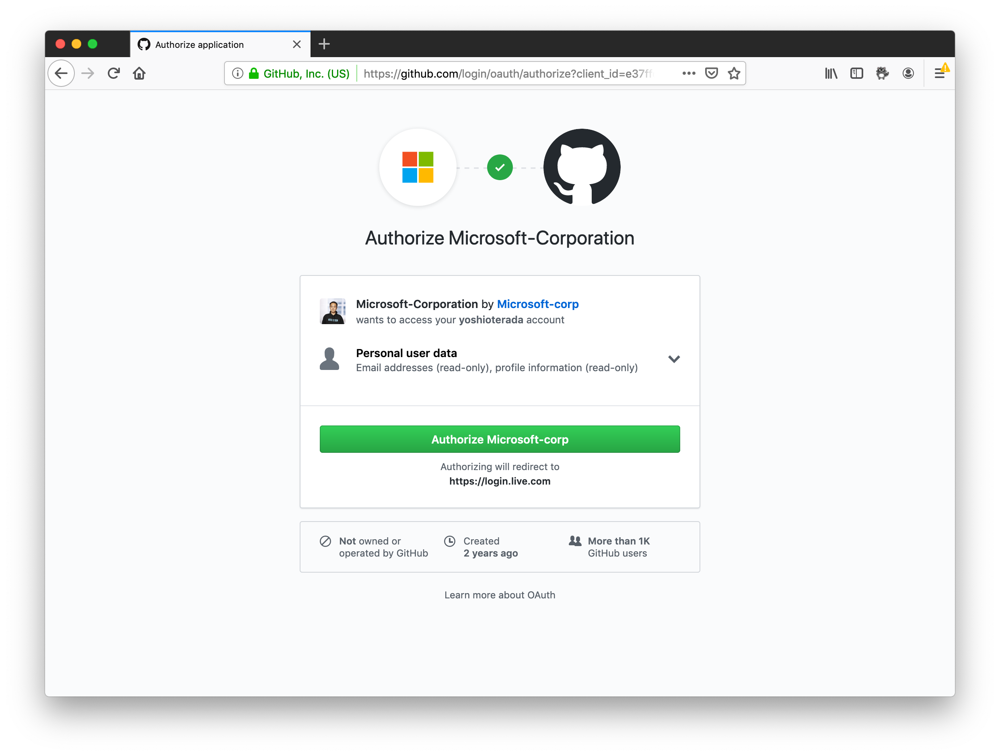 Authorize application
GitHub, Inc. (US) https://github.com/login/oauth/authorize?client_id=e37ff
Authorize Microsoft-Corporation
Microsoft-Corporation by Microsoft-corp
wants to access your yoshioterada account
Personal user data
Email addresses (read-only), profile information (read-only)
Authorize Microsoft-corp
Authorizing will redirect to
https://login.live.com
Not owned or
operated by GitHub
Created
2 years ago
More than 1K
GitHub users
Learn more about OAuth